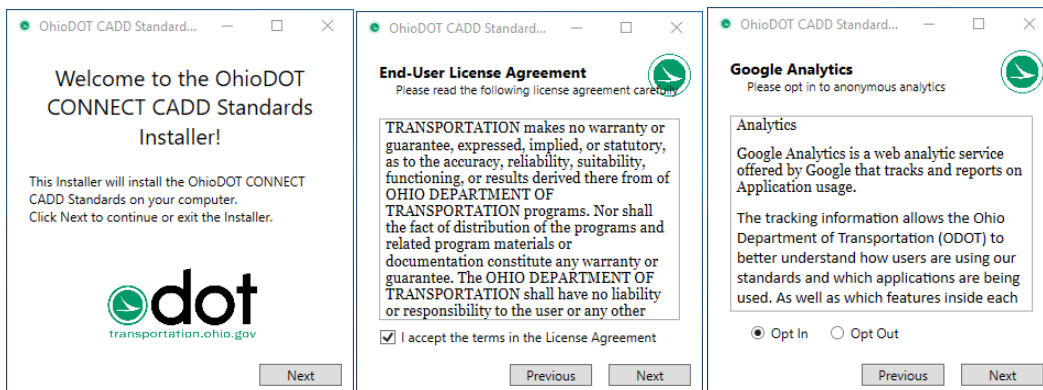 OhioDOT CADD Standard...
Welcome to the OhioDOT
CONNECT CADD Standards
Installer!
This Installer will install the OhioDOT CONNECT
CADD Standards on your computer.
Click Next to continue or exit the Installer.
dot
transportation.ohio.gov
Next
OhioDOT CADD Standard...
End-User License Agreement
Please read the following license agreement carefully
TRANSPORTATION makes no warranty or
guarantee, expressed, implied, or statutory,
as to the accuracy, reliability, suitability,
functioning, or results derived there from of
OHIO DEPARTMENT OF
TRANSPORTATION programs. Nor shall
the fact of distribution of the programs and
related program materials or
documentation constitute any warranty or
guarantee. The OHIO DEPARTMENT OF
TRANSPORTATION shall have no liability
or responsibility to the user or any other
I accept the terms in the License Agreement
Previous
Next
OhioDOT CADD Standard...
Google Analytics
Please opt in to anonymous analytics
Analytics
Google Analytics is a web analytic service
offered by Google that tracks and reports on
Application usage.
The tracking information allows the Ohio
Department of Transportation (ODOT) to
better understand how users are using our
standards and which applications are being
used. As well as which features inside each
Opt In
Opt Out
Previous
Next